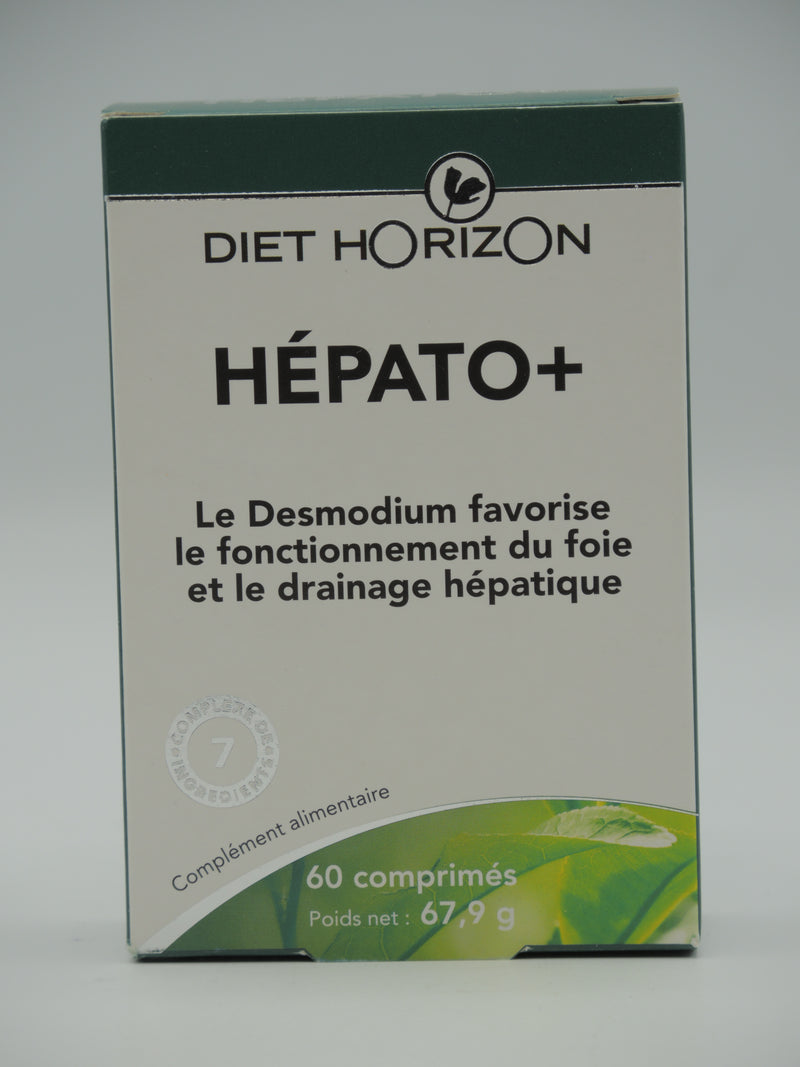 DIET HORIZON
HÉPATO+
Le Desmodium favorise
le fonctionnement du foie
et le drainage hépatique
COMPLEXE DE
7
INGRÉDIENTS
Complément alimentaire
60 comprimés
Poids net : 67,9 g